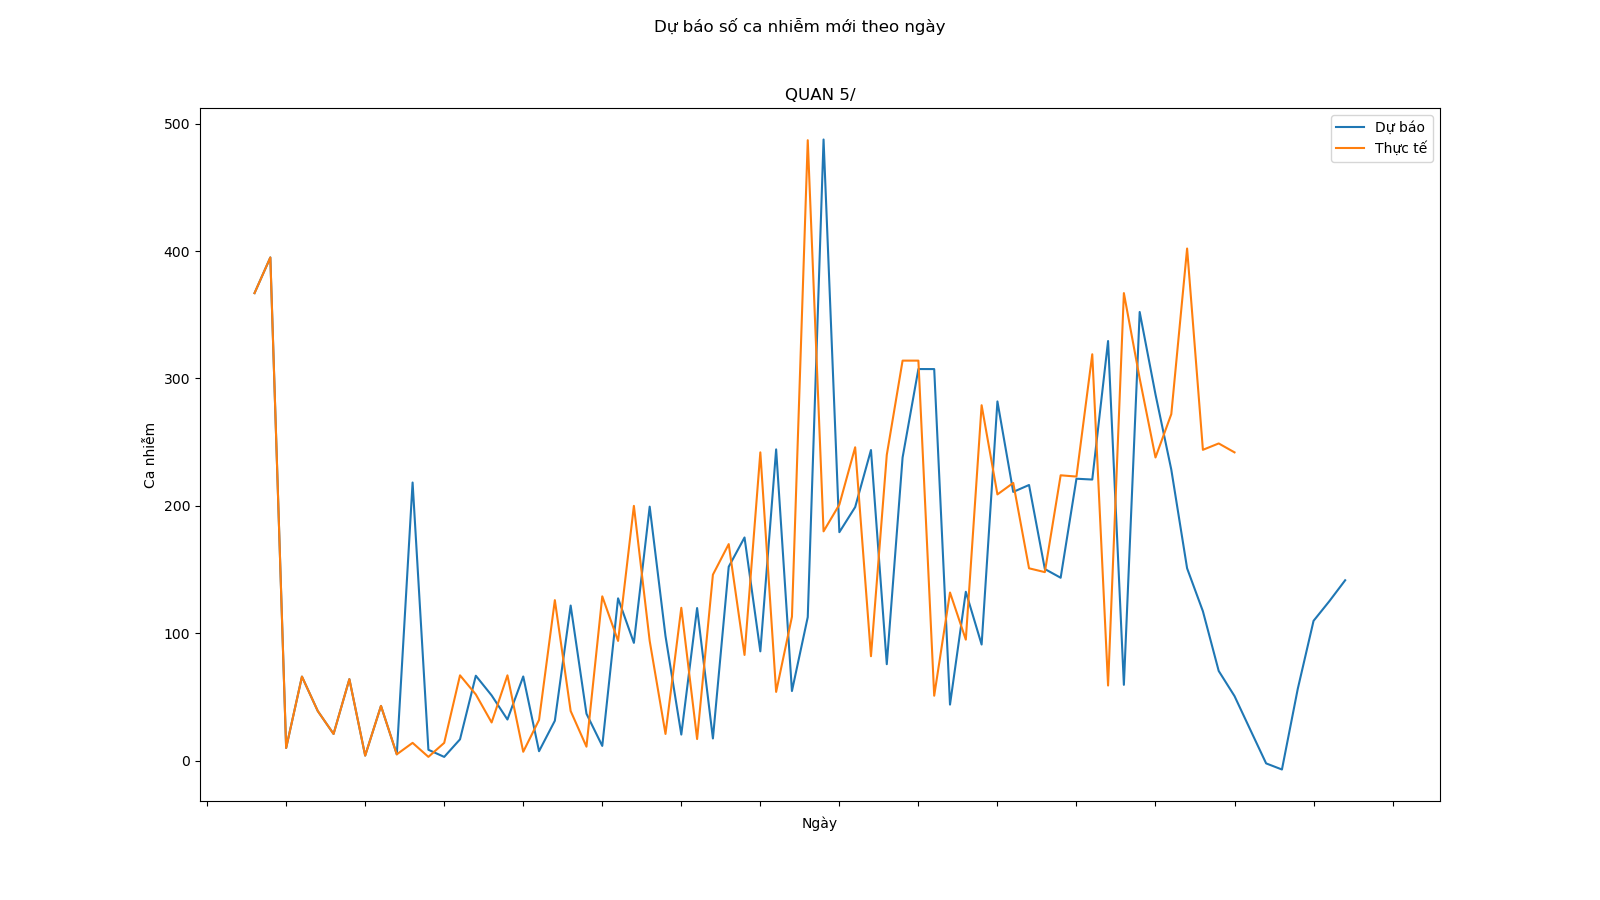 Dự báo số ca nhiễm mới theo ngày
QUAN 5/
500
400
300
200
100
0
Ca nhiễm
Ngày
Dự báo
Thực tế